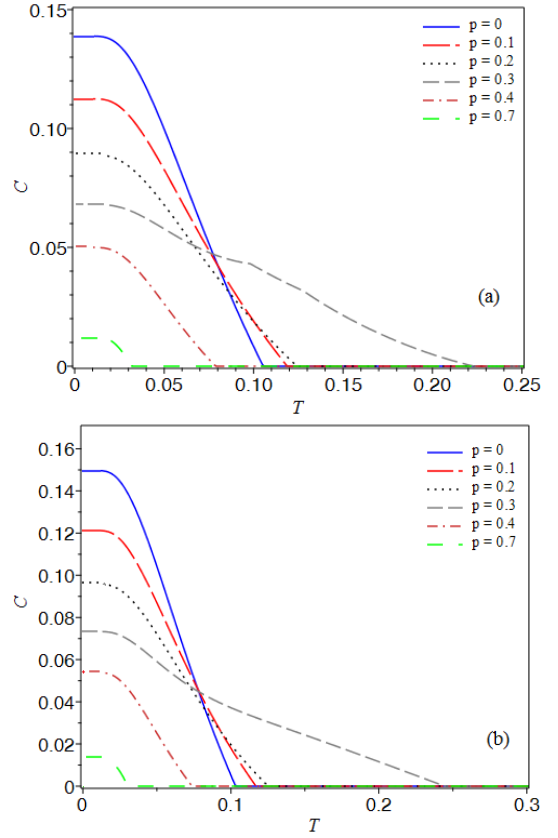 0.15
0.10
0.05
0
C
p = 0
p = 0.1
p = 0.2
p = 0.3
p = 0.4
p = 0.7
(a)
0 0.05 0.10 0.15 0.20 0.25
T
0.16
0.14
0.12
0.10
0.08
0.06
0.04
0.02
0
C
p = 0
p = 0.1
p = 0.2
p = 0.3
p = 0.4
p = 0.7
(b)
0 0.1 0.2 0.3
T